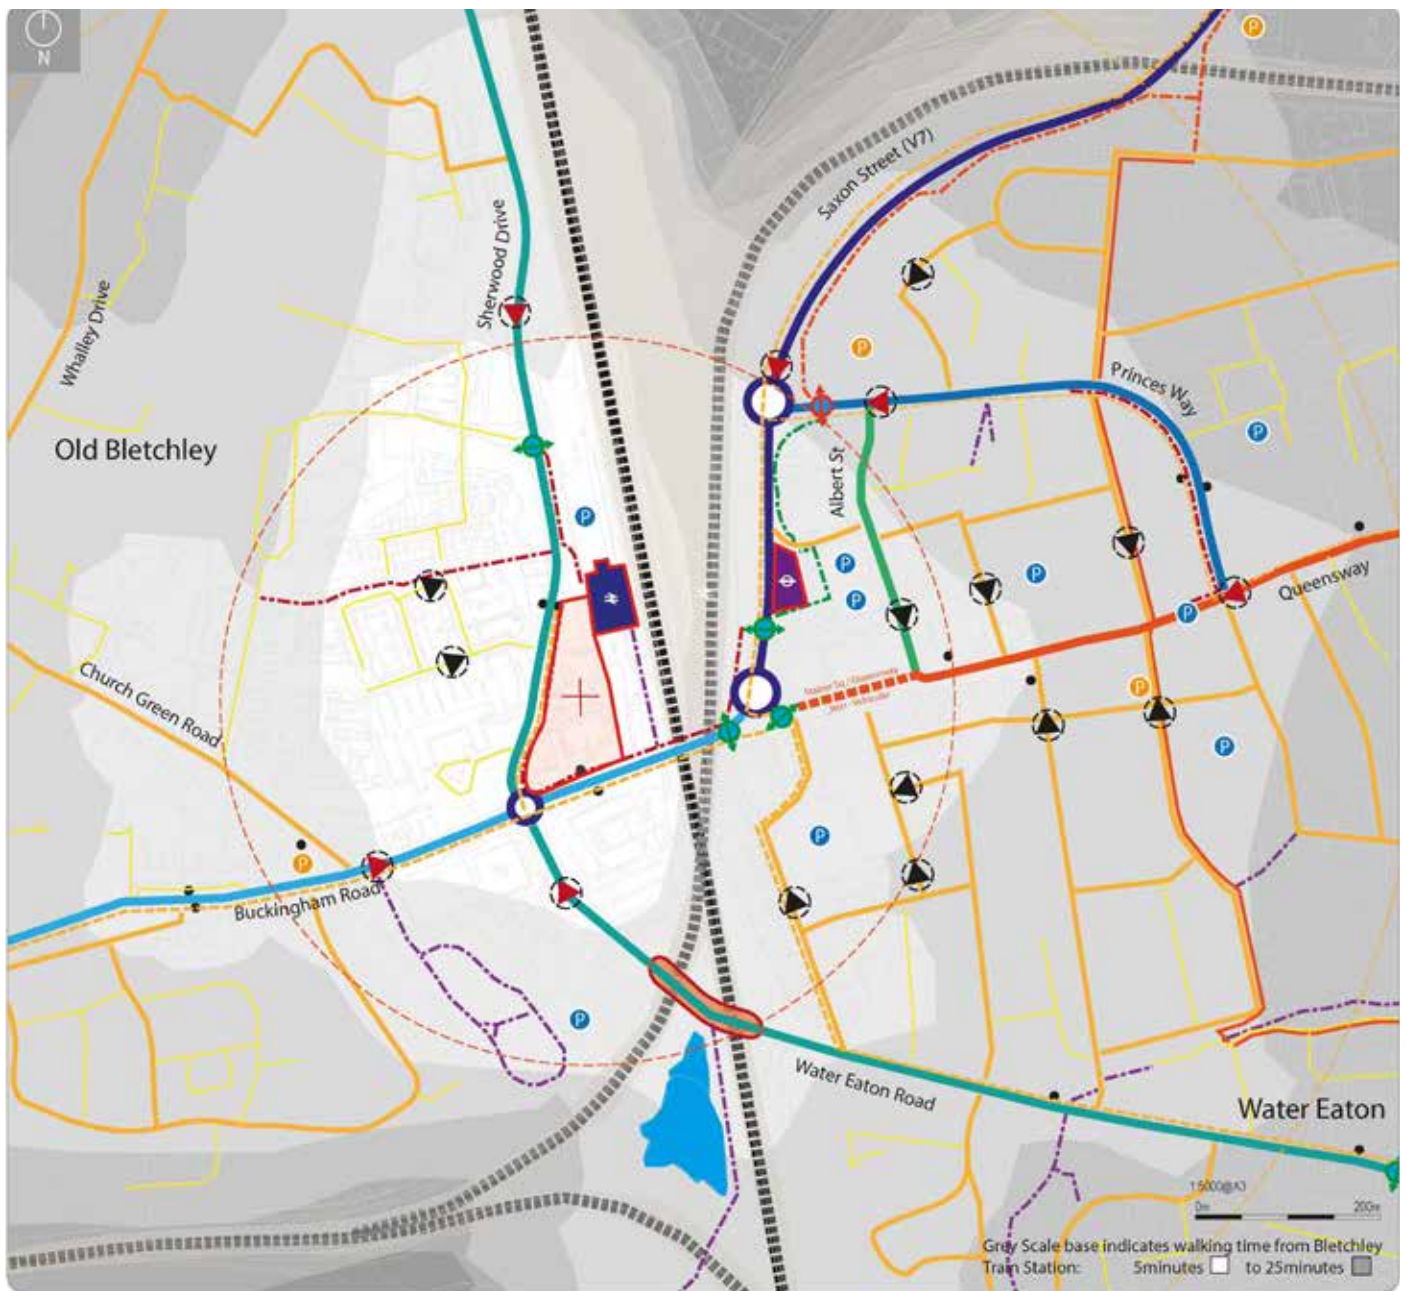 N
Saxon Street (V7)
Sherwood Drive
Whalley Drive
P
P
Princes Way
P
Old Bletchley
Albert St
P
P
P
P
Queensway
P
Church Green Road
P
P
P
P
Buckingham Road
P
Water Eaton Road
Water Eaton
1:5000@A3
0m 200m
Grey Scale base indicates walking time from Bletchley
Train Station: 5minutes to 25minutes